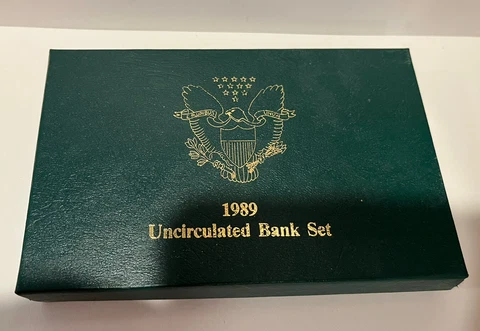 1989
Uncirculated Bank Set